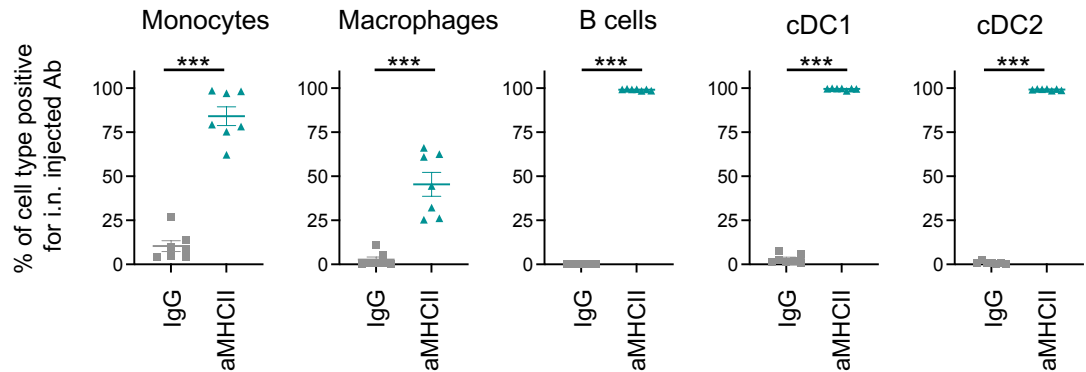 Monocytes
Macrophages
B cells
cDC1
cDC2
% of cell type positive
for i.n. injected Ab
***
***
***
***
***
100
75
50
25
0
100
75
50
25
0
100
75
50
25
0
100
75
50
25
0
100
75
50
25
0
IgG
aMHCII
IgG
aMHCII
IgG
aMHCII
IgG
aMHCII
IgG
aMHCII